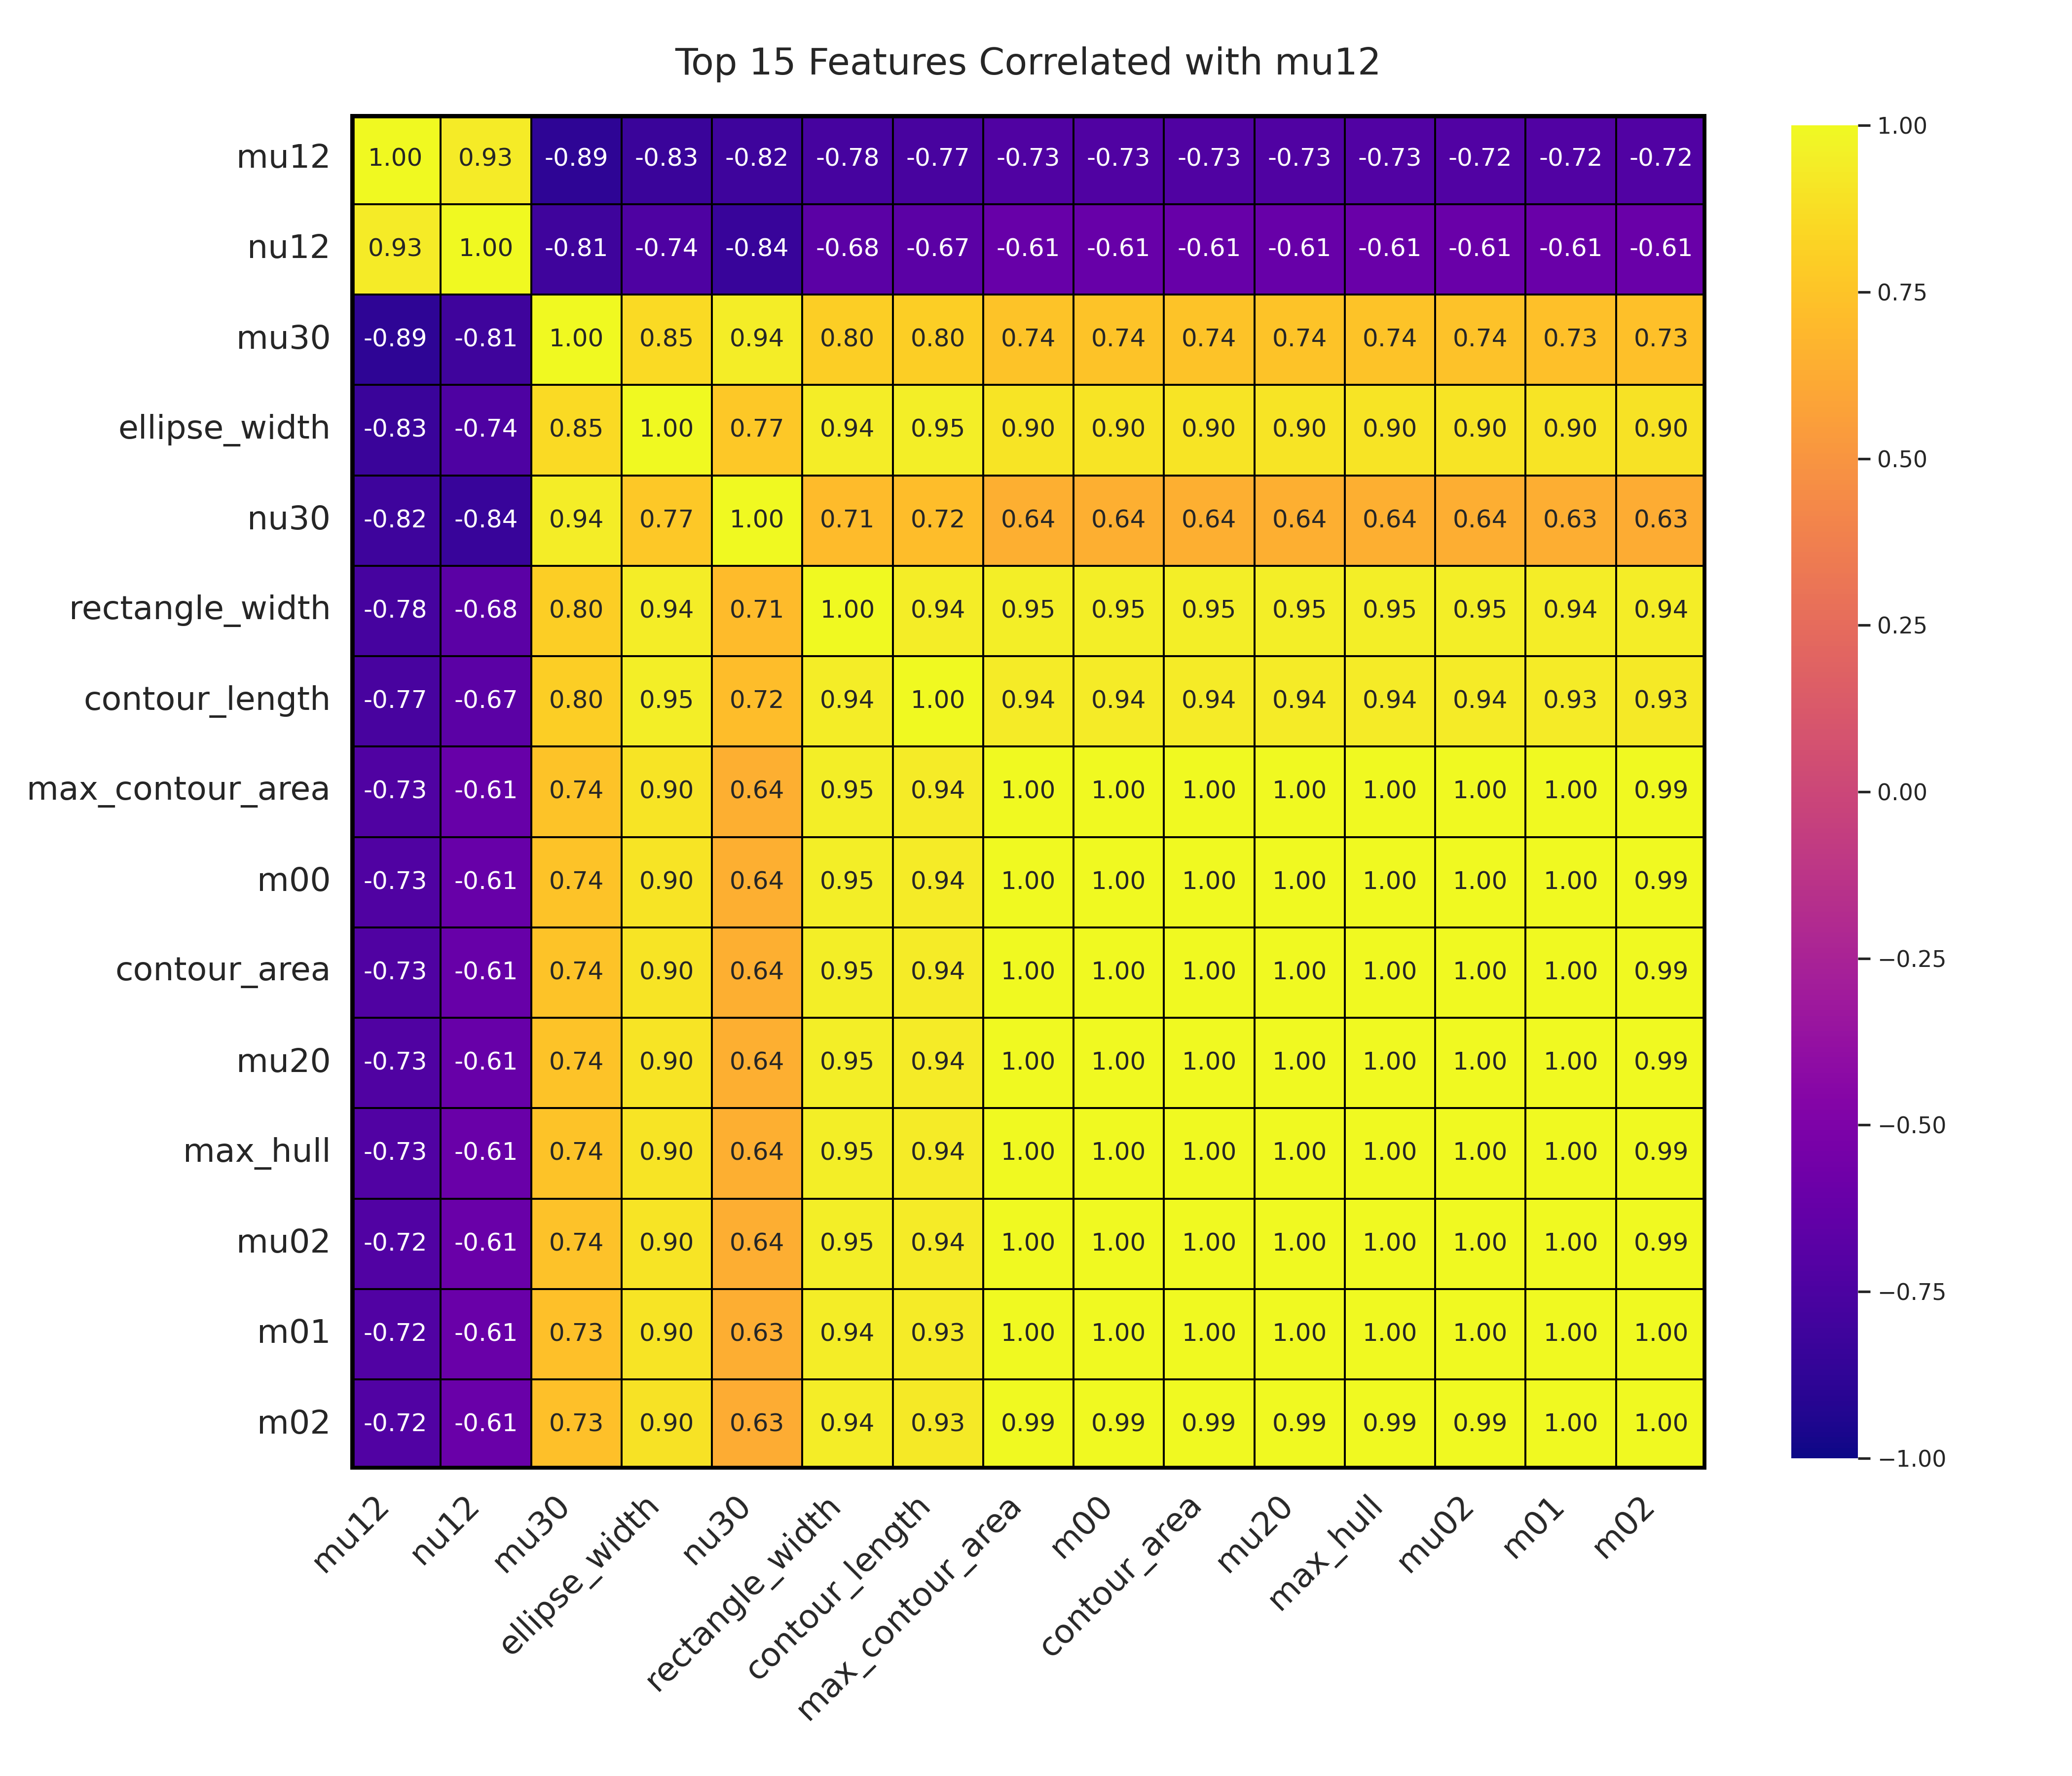 Top 15 Features Correlated with mu12
mu12 1.00 0.93 -0.89 -0.83 -0.82 -0.78 -0.77 -0.73 -0.73 -0.73 -0.73 -0.73 -0.72 -0.72 -0.72
nu12 0.93 1.00 -0.81 -0.74 -0.84 -0.68 -0.67 -0.61 -0.61 -0.61 -0.61 -0.61 -0.61 -0.61 -0.61
mu30 -0.89 -0.81 1.00 0.85 0.94 0.80 0.80 0.74 0.74 0.74 0.74 0.74 0.74 0.73 0.73
ellipse_width -0.83 -0.74 0.85 1.00 0.77 0.94 0.95 0.90 0.90 0.90 0.90 0.90 0.90 0.90 0.90
nu30 -0.82 -0.84 0.94 0.77 1.00 0.71 0.72 0.64 0.64 0.64 0.64 0.64 0.64 0.63 0.63
rectangle_width -0.78 -0.68 0.80 0.94 0.71 1.00 0.94 0.95 0.95 0.95 0.95 0.95 0.95 0.94 0.94
contour_length -0.77 -0.67 0.80 0.95 0.72 0.94 1.00 0.94 0.94 0.94 0.94 0.94 0.94 0.93 0.93
max_contour_area -0.73 -0.61 0.74 0.90 0.64 0.95 0.94 1.00 1.00 1.00 1.00 1.00 1.00 1.00 0.99
m00 -0.73 -0.61 0.74 0.90 0.64 0.95 0.94 1.00 1.00 1.00 1.00 1.00 1.00 1.00 0.99
contour_area -0.73 -0.61 0.74 0.90 0.64 0.95 0.94 1.00 1.00 1.00 1.00 1.00 1.00 1.00 0.99
mu20 -0.73 -0.61 0.74 0.90 0.64 0.95 0.94 1.00 1.00 1.00 1.00 1.00 1.00 1.00 0.99
max_hull -0.73 -0.61 0.74 0.90 0.64 0.95 0.94 1.00 1.00 1.00 1.00 1.00 1.00 1.00 0.99
mu02 -0.72 -0.61 0.74 0.90 0.64 0.95 0.94 1.00 1.00 1.00 1.00 1.00 1.00 1.00 0.99
m01 -0.72 -0.61 0.73 0.90 0.63 0.94 0.93 1.00 1.00 1.00 1.00 1.00 1.00 1.00 1.00
m02 -0.72 -0.61 0.73 0.90 0.63 0.94 0.93 0.99 0.99 0.99 0.99 0.99 0.99 1.00 1.00
mu12 nu12 mu30 ellipse_width nu30 rectangle_width contour_length max_contour_area m00 contour_area mu20 max_hull mu02 m01 m02
1.00
0.75
0.50
0.25
0.00
−0.25
−0.50
−0.75
−1.00